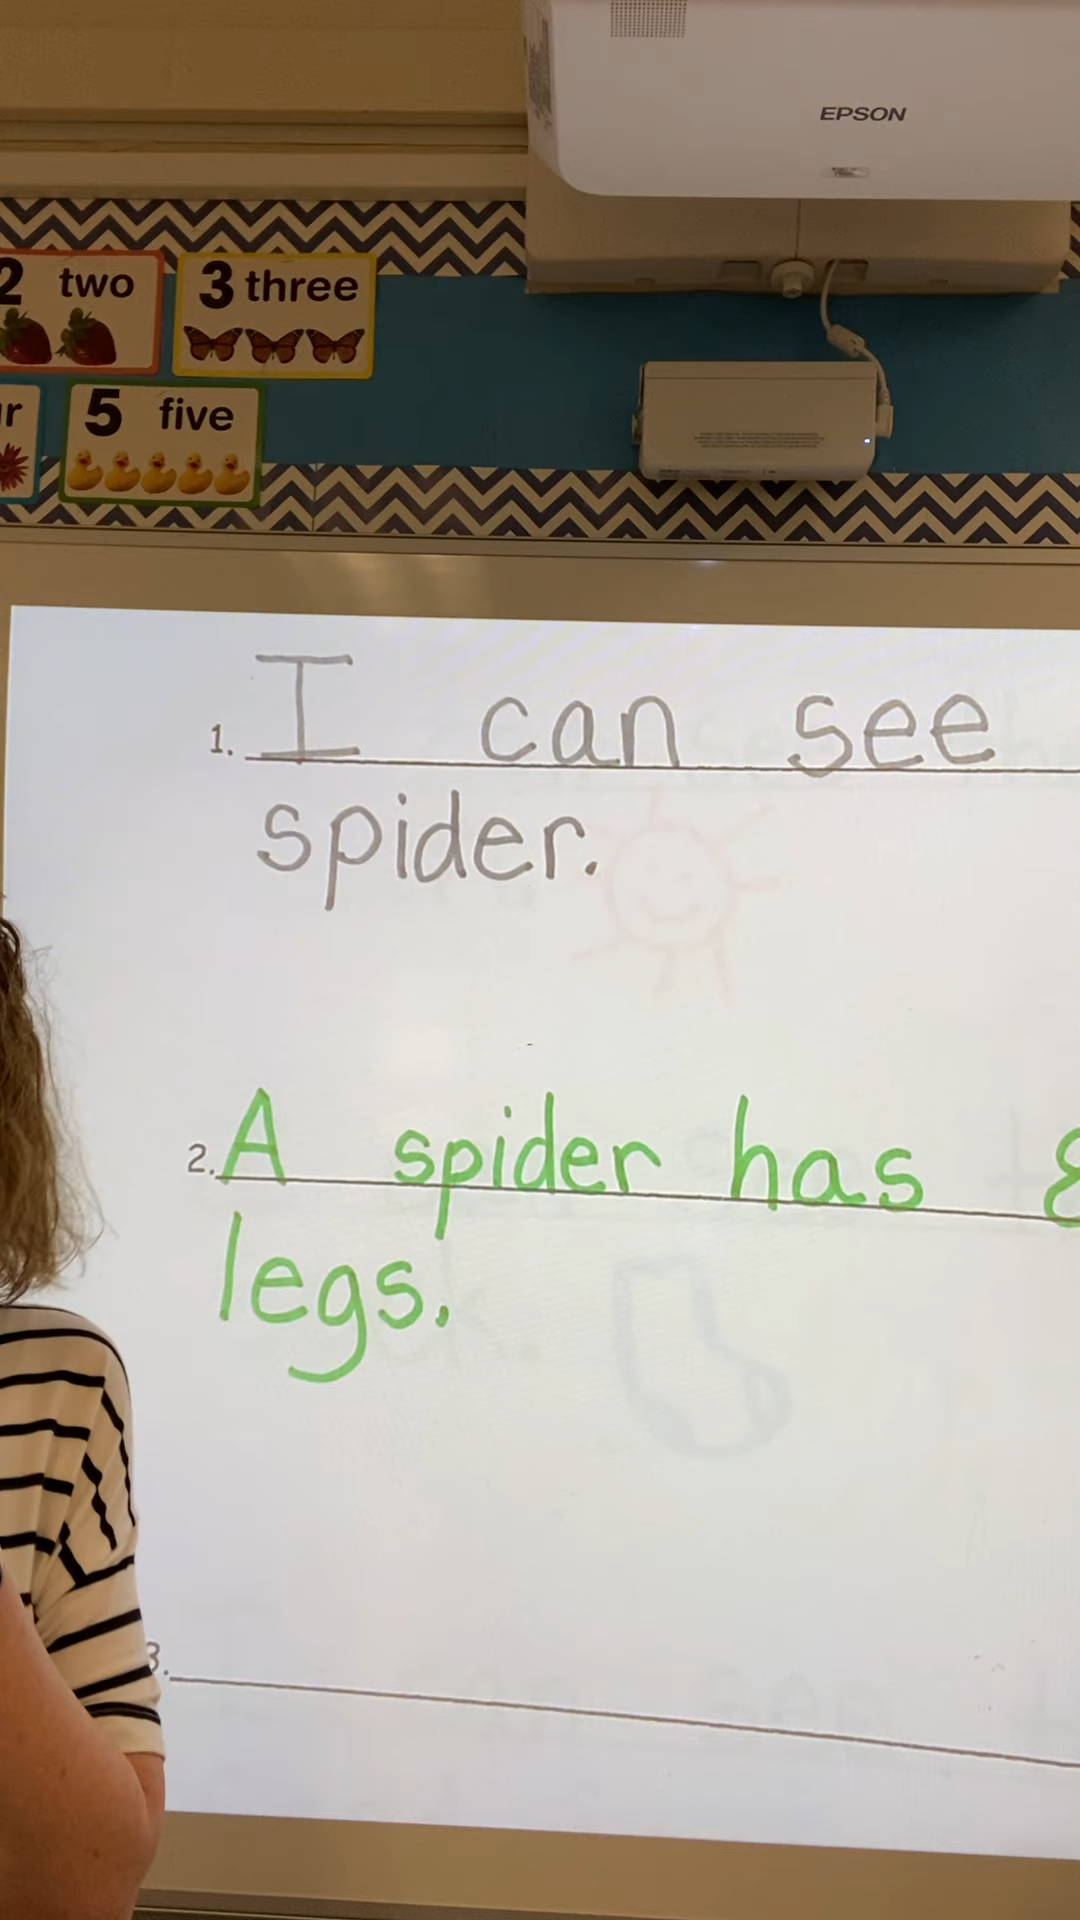 EPSON
2 two
3 three
5 five
1. I can see
spider.
2. A spider has 8
legs.
3.